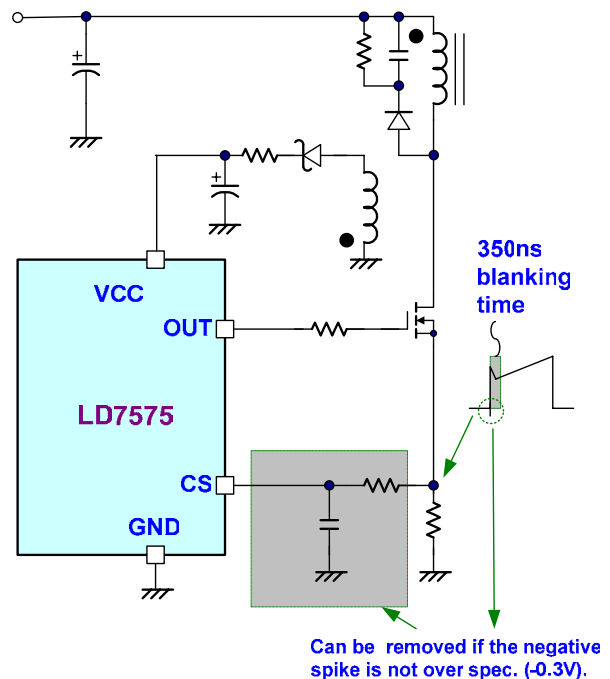 350ns
blanking
time
VCC
OUT
LD7575
CS
GND
+
+
Can be removed if the negative
spike is not over spec. (-0.3V).